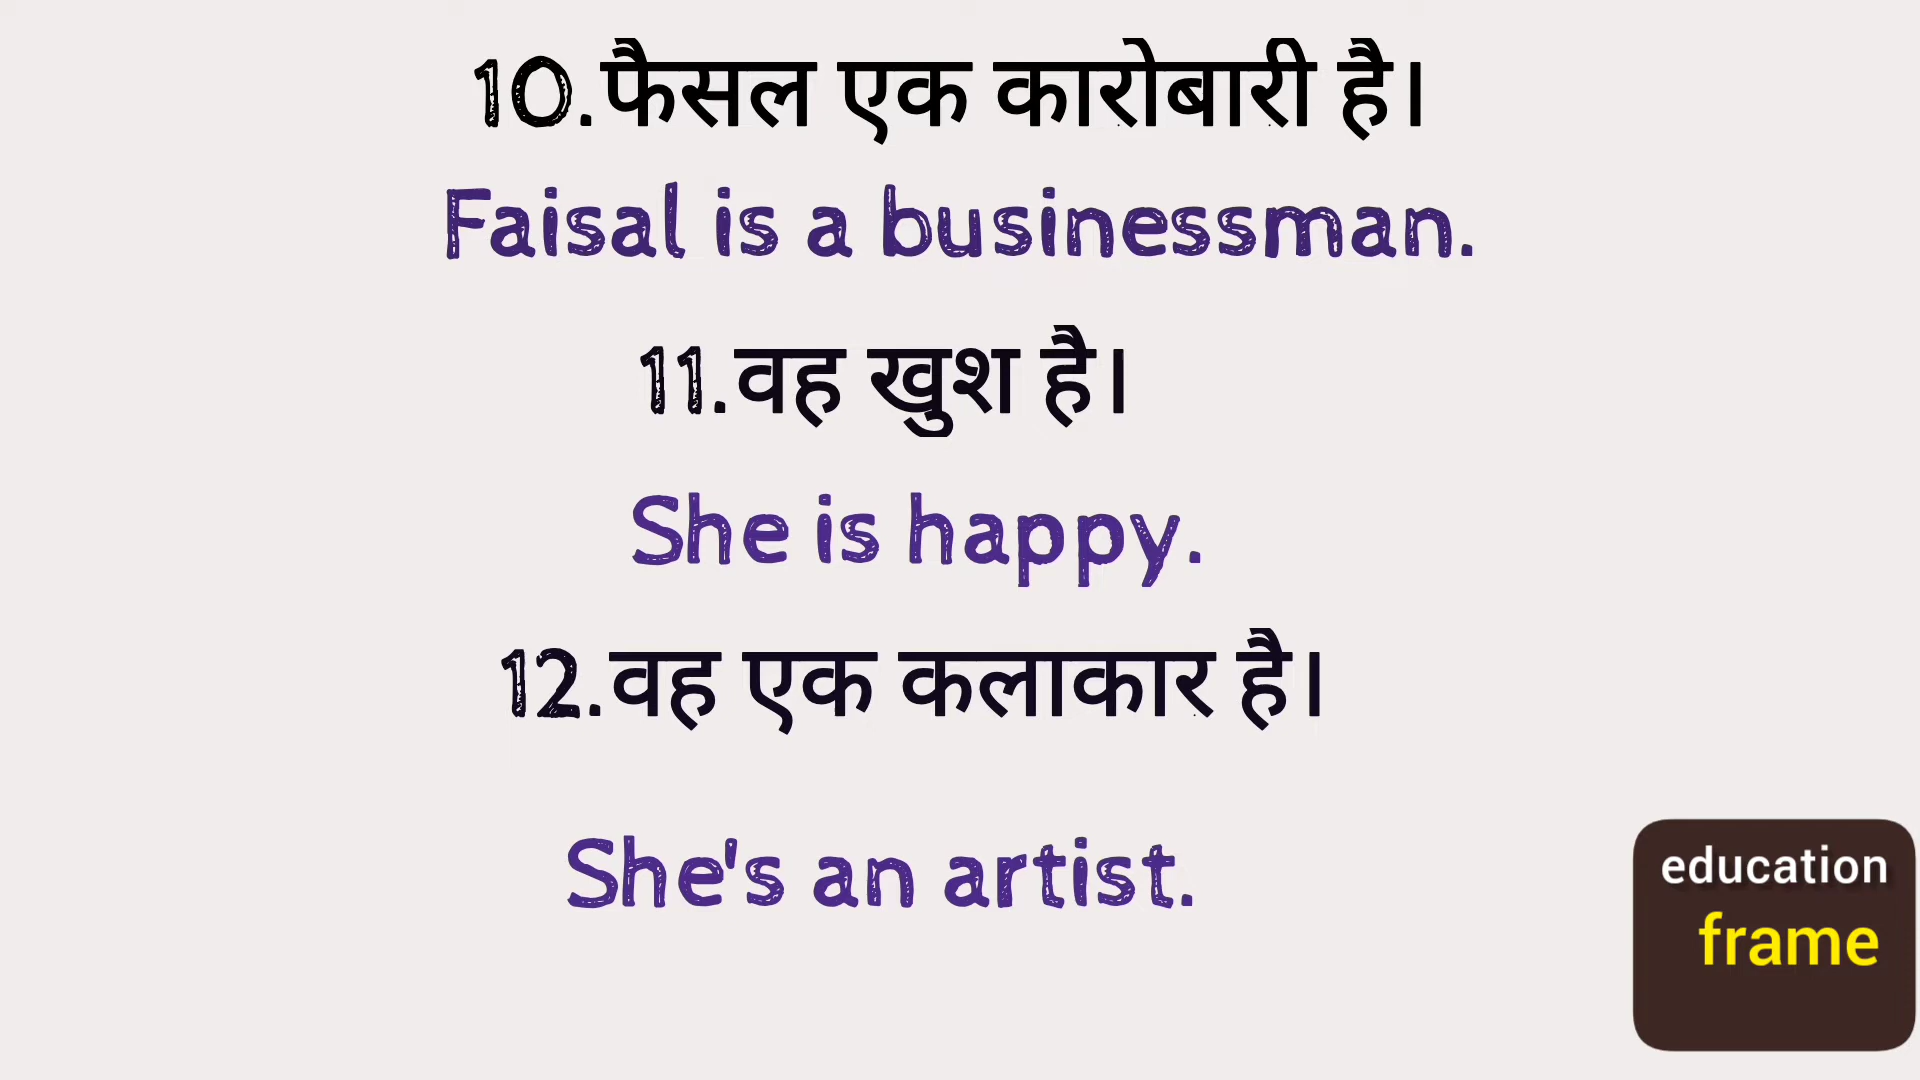 10.फैसल एक कारोबारी है।
Faisal is a businessman.
11.वह खुश है।
She is happy.
12.वह एक कलाकार है।
She's an artist.
education
frame